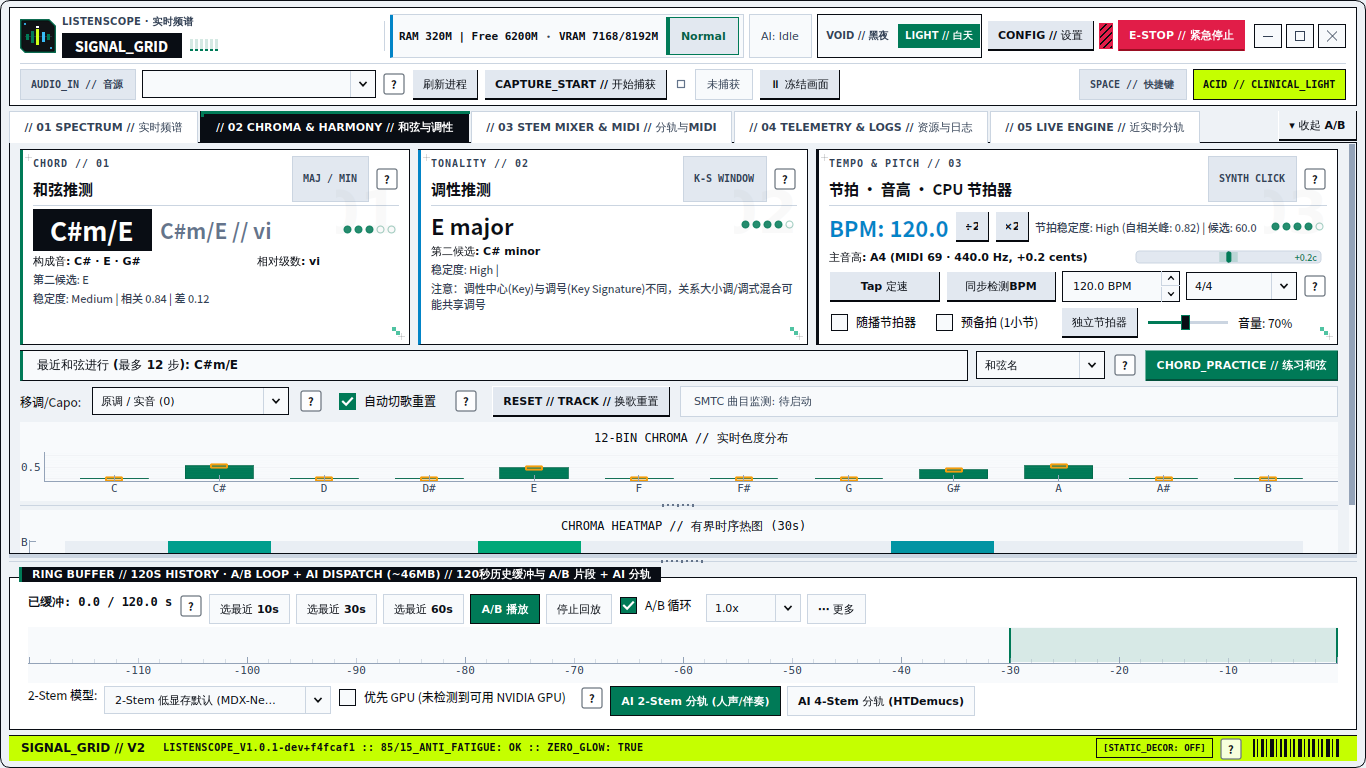 LISTENSCOPE · 实时频谱
SIGNAL_GRID
RAM 320M | Free 6200M · VRAM 7168/8192M
Normal
AI: Idle
VOID // 黑夜
LIGHT // 白天
CONFIG // 设置
E-STOP // 紧急停止
AUDIO_IN // 音源
?
刷新进程
CAPTURE_START // 开始捕获
未捕获
⏸ 冻结画面
SPACE // 快捷键
ACID // CLINICAL_LIGHT
// 01 SPECTRUM // 实时频谱
// 02 CHROMA & HARMONY // 和弦与调性
// 03 STEM MIXER & MIDI // 分轨与MIDI
// 04 TELEMETRY & LOGS // 资源与日志
// 05 LIVE ENGINE // 近实时分轨
▾ 收起 A/B
CHORD // 01
和弦推测
MAJ / MIN
?
C#m/E
C#m/E // vi
构成音: C# · E · G#
相对级数: vi
第二候选: E
稳定度: Medium | 相关 0.84 | 差 0.12
TONALITY // 02
调性推测
K-S WINDOW
?
E major
第二候选: C# minor
稳定度: High |
注意：调性中心(Key)与调号(Key Signature)不同，关系大小调/调式混合可
能共享调号
TEMPO & PITCH // 03
节拍 · 音高 · CPU 节拍器
SYNTH CLICK
?
BPM: 120.0
÷2
×2
节拍稳定度: High (自相关峰: 0.82) | 候选: 60.0
主音高: A4 (MIDI 69 · 440.0 Hz, +0.2 cents)
+0.2c
Tap 定速
同步检测BPM
120.0 BPM
4/4
?
随播节拍器
预备拍 (1小节)
独立节拍器
音量: 70%
最近和弦进行 (最多 12 步): C#m/E
和弦名
?
CHORD_PRACTICE // 练习和弦
移调/Capo:
原调 / 实音 (0)
?
自动切歌重置
?
RESET // TRACK // 换歌重置
SMTC 曲目监测: 待启动
12-BIN CHROMA // 实时色度分布
0.5
C C# D D# E F F# G G# A A# B
CHROMA HEATMAP // 有界时序热图 (30s)
B
RING BUFFER // 120S HISTORY · A/B LOOP + AI DISPATCH (~46MB) // 120秒历史缓冲与 A/B 片段 + AI 分轨
已缓冲: 0.0 / 120.0 s
?
选最近 10s
选最近 30s
选最近 60s
A/B 播放
停止回放
A/B 循环
1.0x
··· 更多
-110 -100 -90 -80 -70 -60 -50 -40 -30 -20 -10
2-Stem 模型:
2-Stem 低显存默认 (MDX-Ne...
优先 GPU (未检测到可用 NVIDIA GPU)
?
AI 2-Stem 分轨 (人声/伴奏)
AI 4-Stem 分轨 (HTDemucs)
SIGNAL_GRID // V2
LISTENSCOPE_V1.0.1-dev+f4fcaf1 :: 85/15_ANTI_FATIGUE: OK :: ZERO_GLOW: TRUE
[STATIC_DECOR: OFF]
?